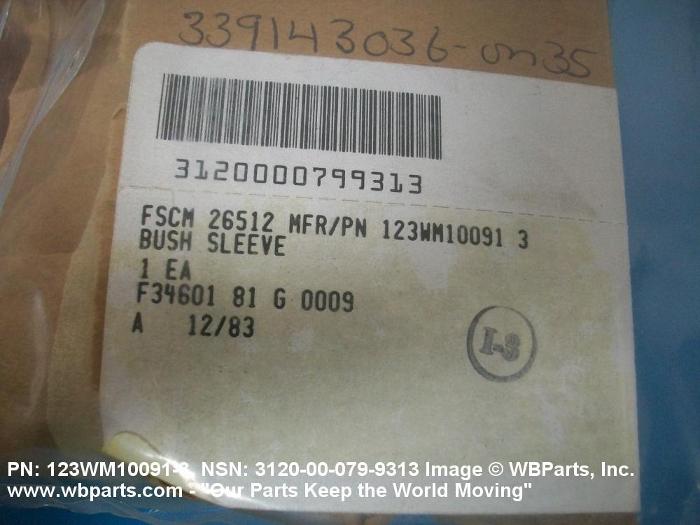 339143036-on35
3120000799313
FSCM 26512 MFR/PN 123WM10091 3
BUSH SLEEVE
1 EA
F34601 81 G 0009
A 12/83
I-8
PN: 123WM10091-3, NSN: 3120-00-079-9313 Image © WBParts, Inc.
www.wbparts.com - "Our Parts Keep the World Moving"